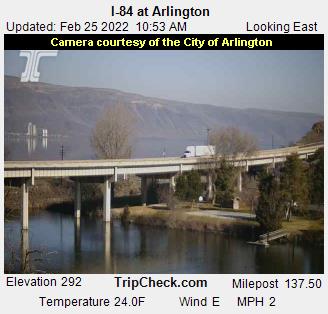 I-84 at Arlington
Updated: Feb 25 2022 10:53 AM Looking East
Camera courtesy of the City of Arlington
Elevation 292 TripCheck.com Milepost 137.50
Temperature 24.0F Wind E MPH 2